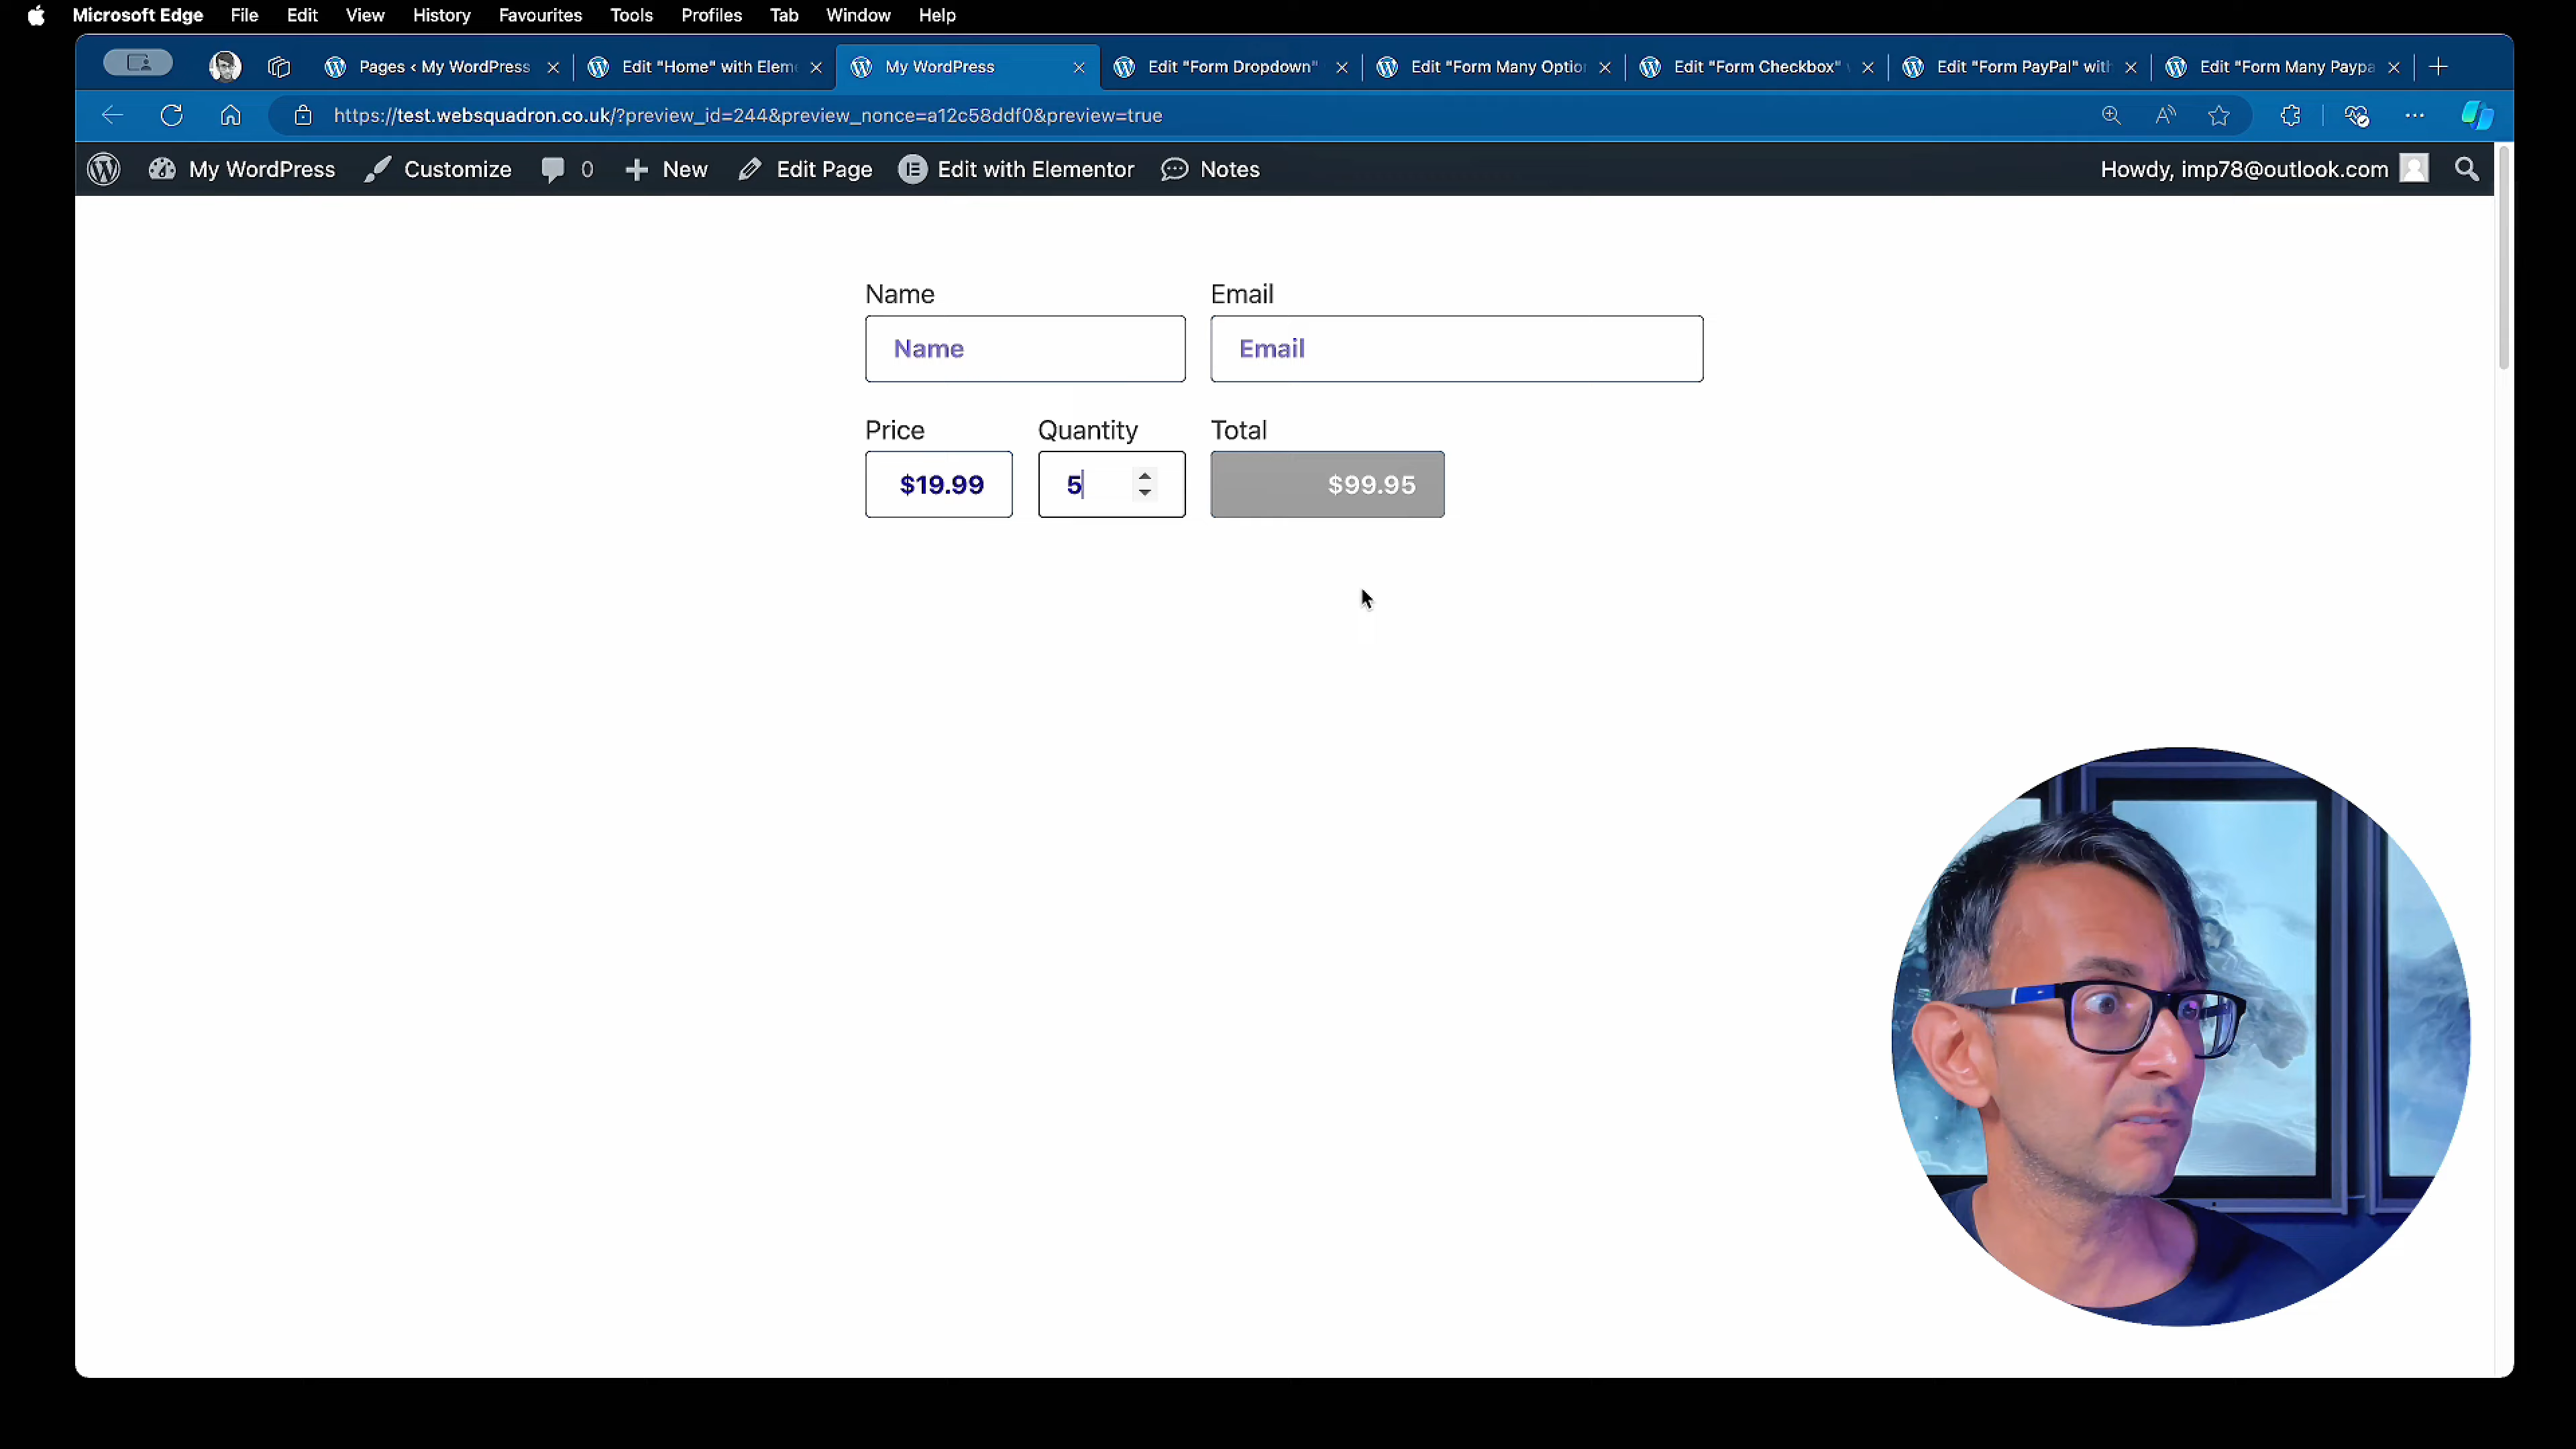 Microsoft Edge File Edit View History Favourites Tools Profiles Tab Window Help
Pages ‹ My WordPress Edit "Home" with Eleme My WordPress Edit "Form Dropdown" Edit "Form Many Optio Edit "Form Checkbox" Edit "Form PayPal" with Edit "Form Many Paypa
https://test.websquadron.co.uk/?preview_id=244&preview_nonce=a12c58ddf0&preview=true
My WordPress Customize 0 New Edit Page Edit with Elementor Notes Howdy, imp78@outlook.com
Name Email
Name Email
Price Quantity Total
$19.99 5 $99.95